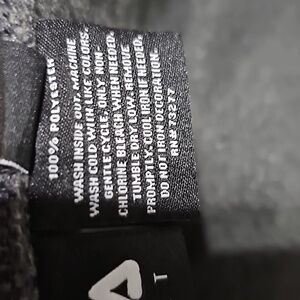 100% POLYESTER
WASH INSIDE OUT. MACHINE
WASH COLD WITH LIKE COLORS.
GENTLE CYCLE. ONLY NON-
CHLORINE BLEACH WHEN NEEDED.
TUMBLE DRY LOW. REMOVE
PROMPTLY. COOL IRON IF NEEDED.
DO NOT IRON DECORATION.
RN# 73277
T